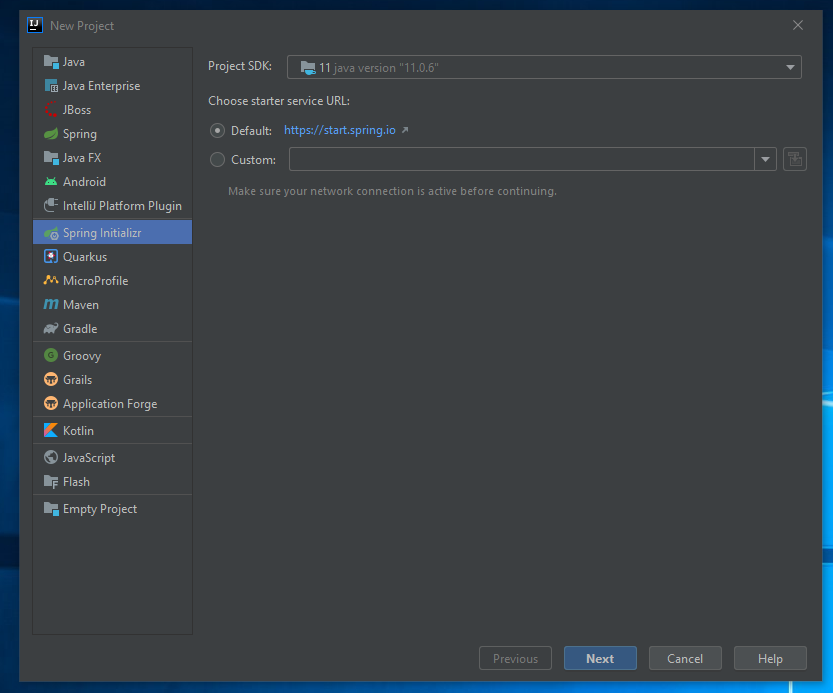 New Project
Java
Java Enterprise
JBoss
Spring
Java FX
Android
IntelliJ Platform Plugin
Spring Initializr
Quarkus
MicroProfile
Maven
Gradle
Groovy
Grails
Application Forge
Kotlin
JavaScript
Flash
Empty Project
Project SDK: 11 java version "11.0.6"
Choose starter service URL:
Default: https://start.spring.io
Custom:
Make sure your network connection is active before continuing.
Previous Next Cancel Help